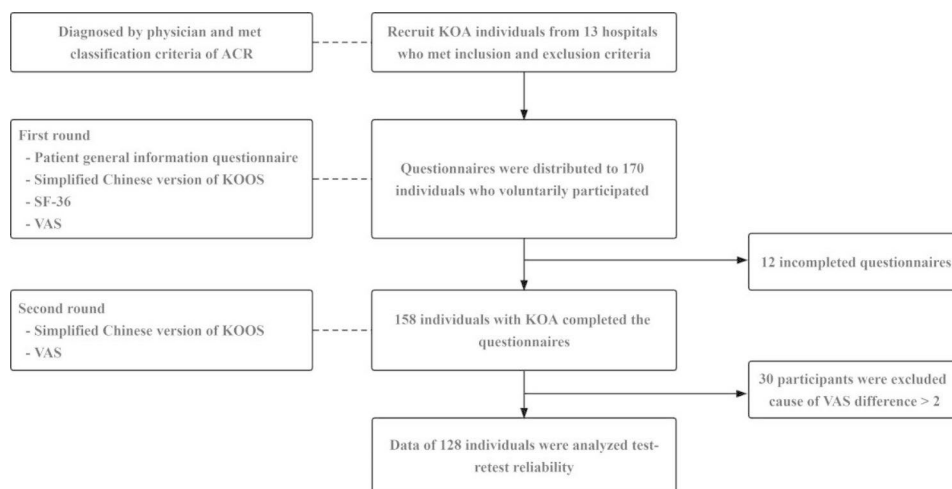 Diagnosed by physician and met
classification criteria of ACR
Recruit KOA individuals from 13 hospitals
who met inclusion and exclusion criteria
First round
- Patient general information questionnaire
- Simplified Chinese version of KOOS
- SF-36
- VAS
Questionnaires were distributed to 170
individuals who voluntarily participated
12 incompleted questionnaires
Second round
- Simplified Chinese version of KOOS
- VAS
158 individuals with KOA completed the
questionnaires
30 participants were excluded
cause of VAS difference > 2
Data of 128 individuals were analyzed test-
retest reliability